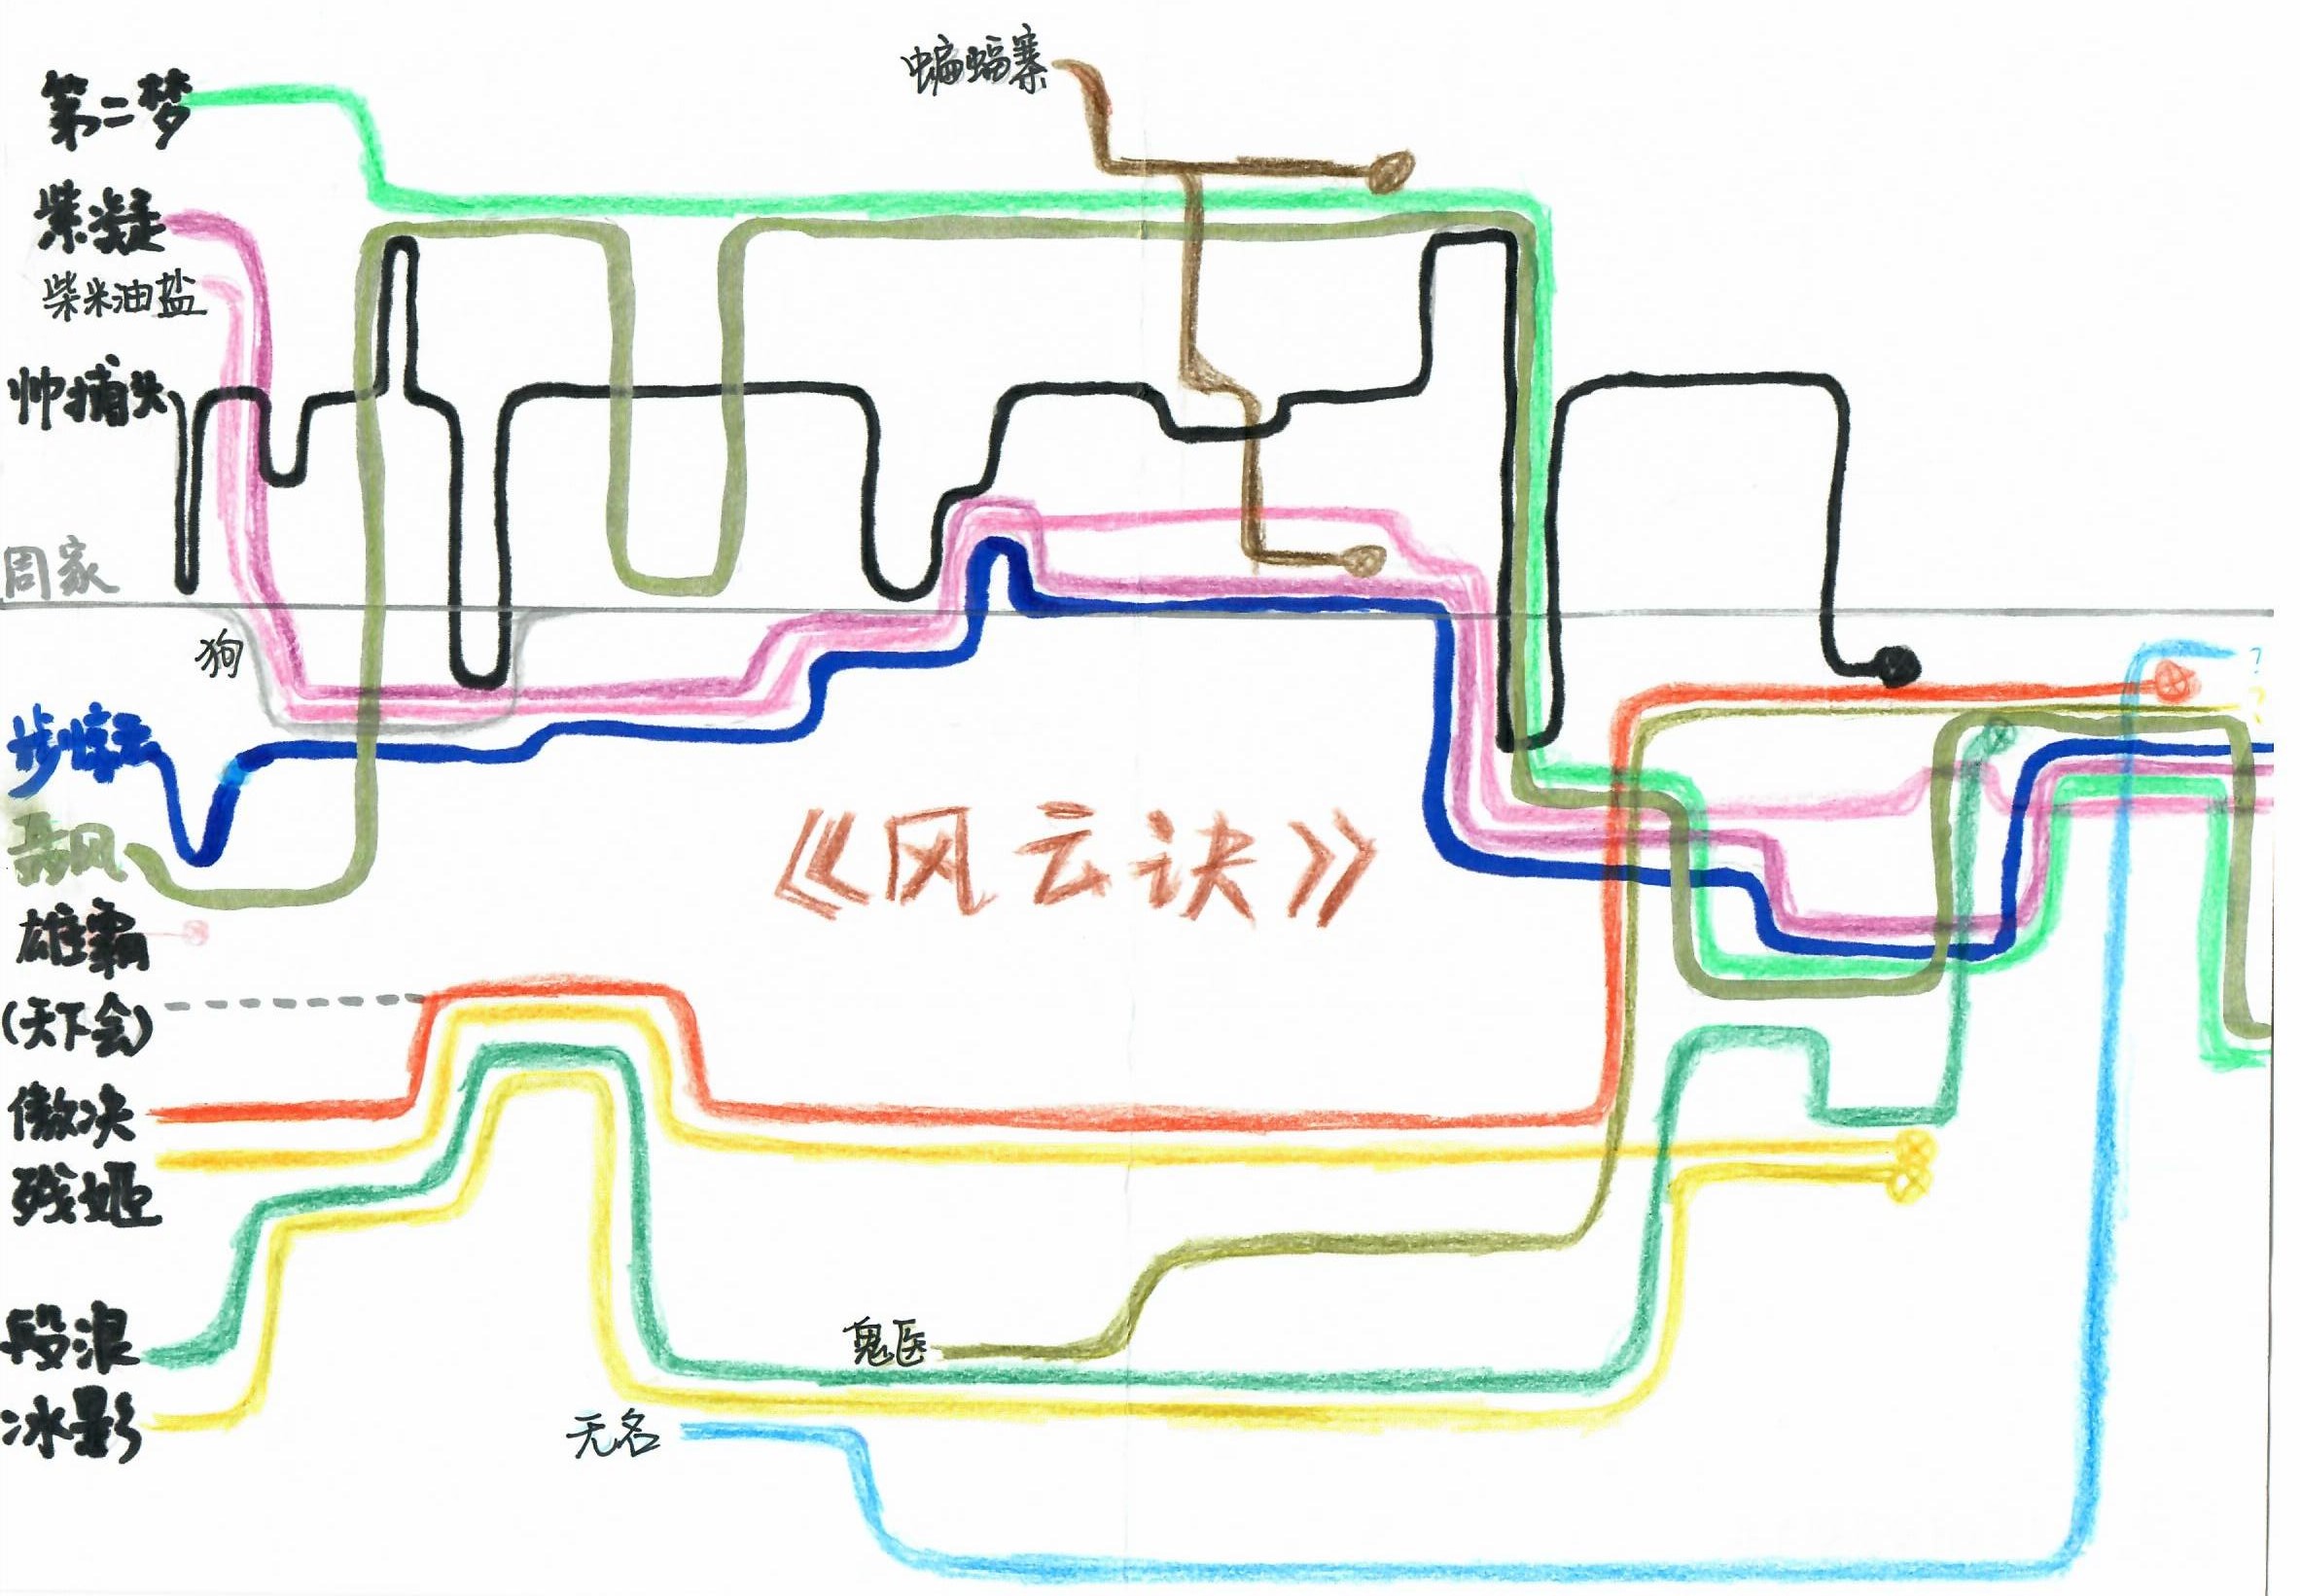 蝙蝠寨
第二梦
紫凝
柴米油盐
帅捕头
周家
狗
步惊云
聂风
《风云诀》
雄霸
(天下会)
傲决
残姬
段浪
鬼医
冰影
无名
?
?